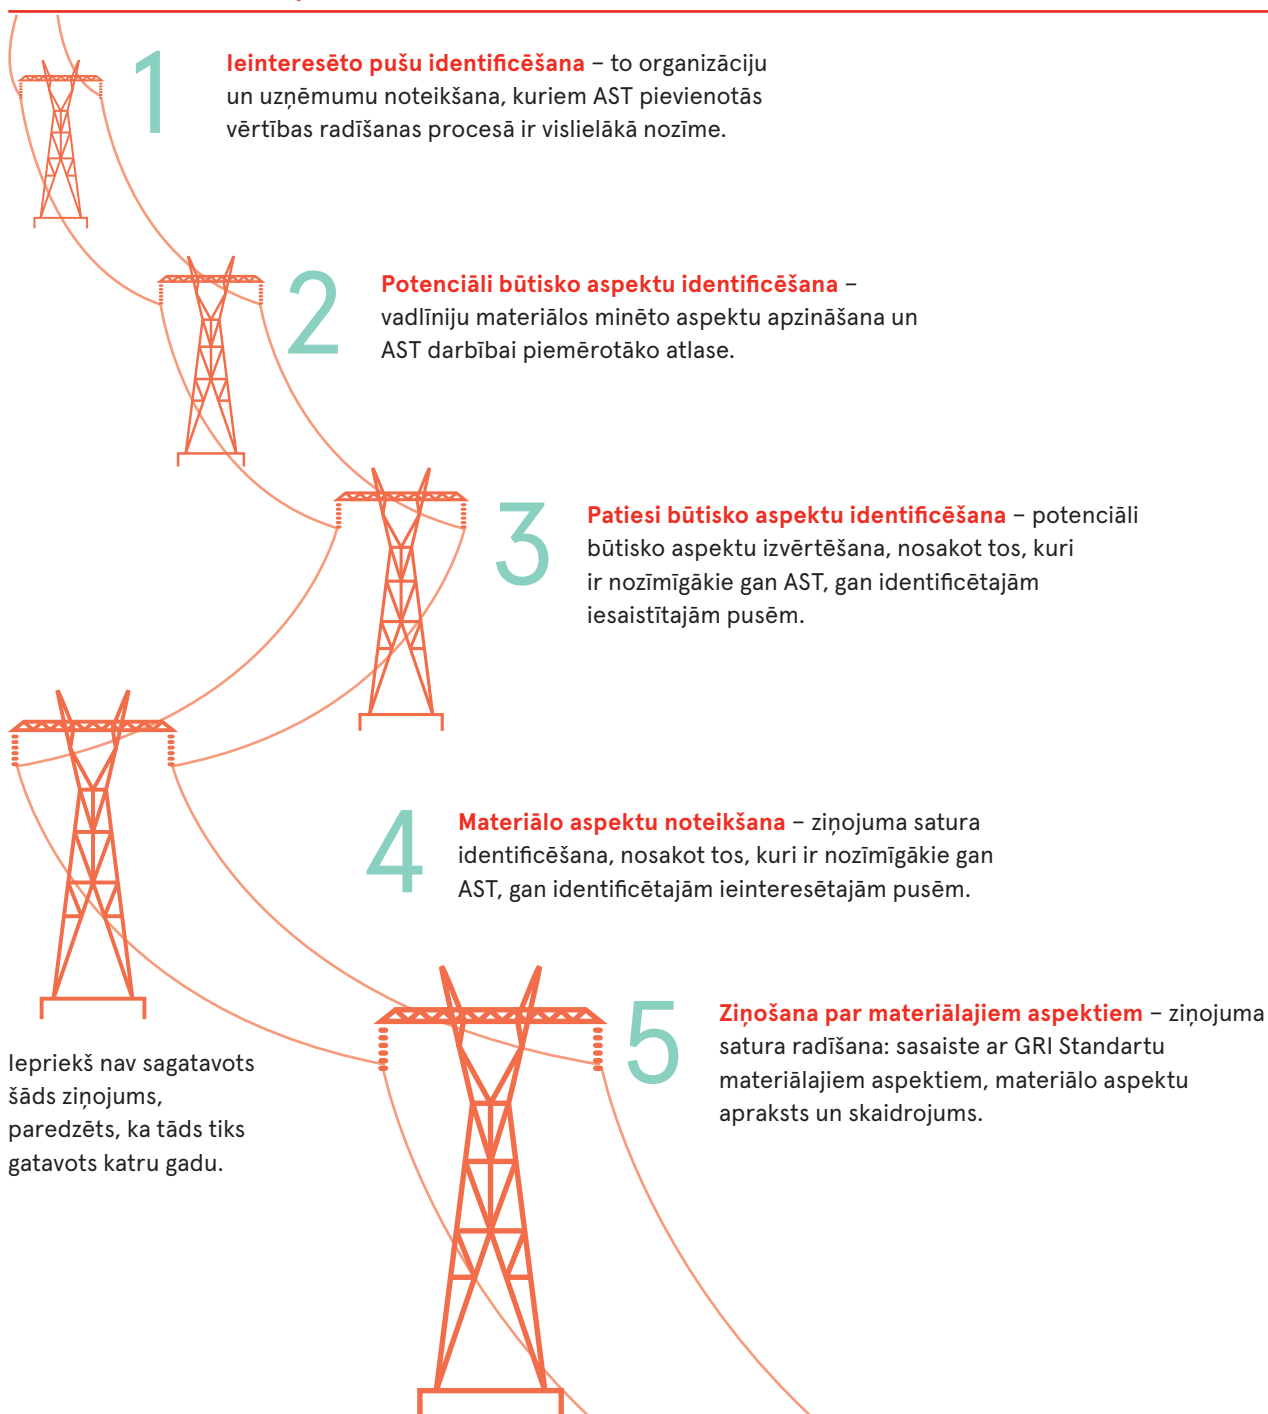 1
Ieinteresēto pušu identificēšana – to organizāciju
un uzņēmumu noteikšana, kuriem AST pievienotās
vērtības radīšanas procesā ir vislielākā nozīme.
2
Potenciāli būtisko aspektu identificēšana –
vadlīniju materiālos minēto aspektu apzināšana un
AST darbībai piemērotāko atlase.
3
Patiesi būtisko aspektu identificēšana – potenciāli
būtisko aspektu izvērtēšana, nosakot tos, kuri
ir nozīmīgākie gan AST, gan identificētajām
iesaistītajām pusēm.
4
Materiālo aspektu noteikšana – ziņojuma satura
identificēšana, nosakot tos, kuri ir nozīmīgākie gan
AST, gan identificētajām ieinteresētajām pusēm.
5
Ziņošana par materiālajiem aspektiem – ziņojuma
satura radīšana: sasaiste ar GRI Standartu
materiālajiem aspektiem, materiālo aspektu
apraksts un skaidrojums.
Iepriekš nav sagatavots
šāds ziņojums,
paredzēts, ka tāds tiks
gatavots katru gadu.